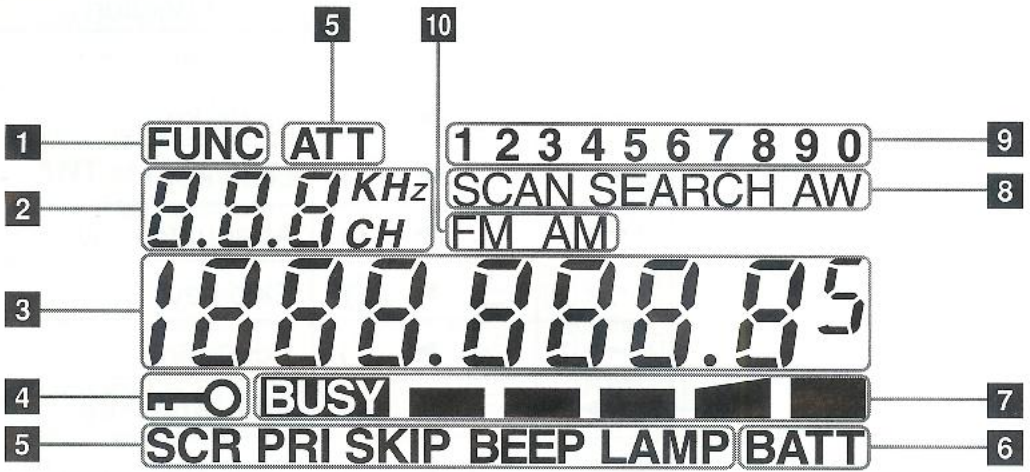 5 10
1 FUNC ATT 1 2 3 4 5 6 7 8 9 0 9
2 8.8.8 KHz CH SCAN SEARCH AW 8
FM AM
3 1888.888.8 5
4 BUSY 7
5 SCR PRI SKIP BEEP LAMP BATT 6